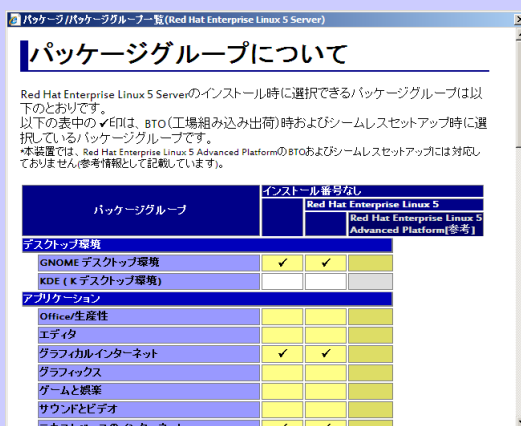 パッケージ/パッケージグループ一覧(Red Hat Enterprise Linux 5 Server)
パッケージグループについて
Red Hat Enterprise Linux 5 Serverのインストール時に選択できるパッケージグループは以
下のとおりです。
以下の表中の✓印は、BTO(工場組み込み出荷)時およびシームレスセットアップ時に選
択しているパッケージグループです。
*本装置では、Red Hat Enterprise Linux 5 Advanced PlatformのBTOおよびシームレスセットアップには対応し
ておりません(参考情報として記載しています)。
パッケージグループ
インストール番号なし
Red Hat Enterprise Linux 5
Red Hat Enterprise Linux 5
Advanced Platform[参考]
デスクトップ環境
GNOME デスクトップ環境 ✓ ✓
KDE ( K デスクトップ環境)
アプリケーション
Office/生産性
エディタ
グラフィカルインターネット ✓ ✓
グラフィックス
ゲームと娯楽
サウンドとビデオ
テキストベースのインターネット ✓ ✓